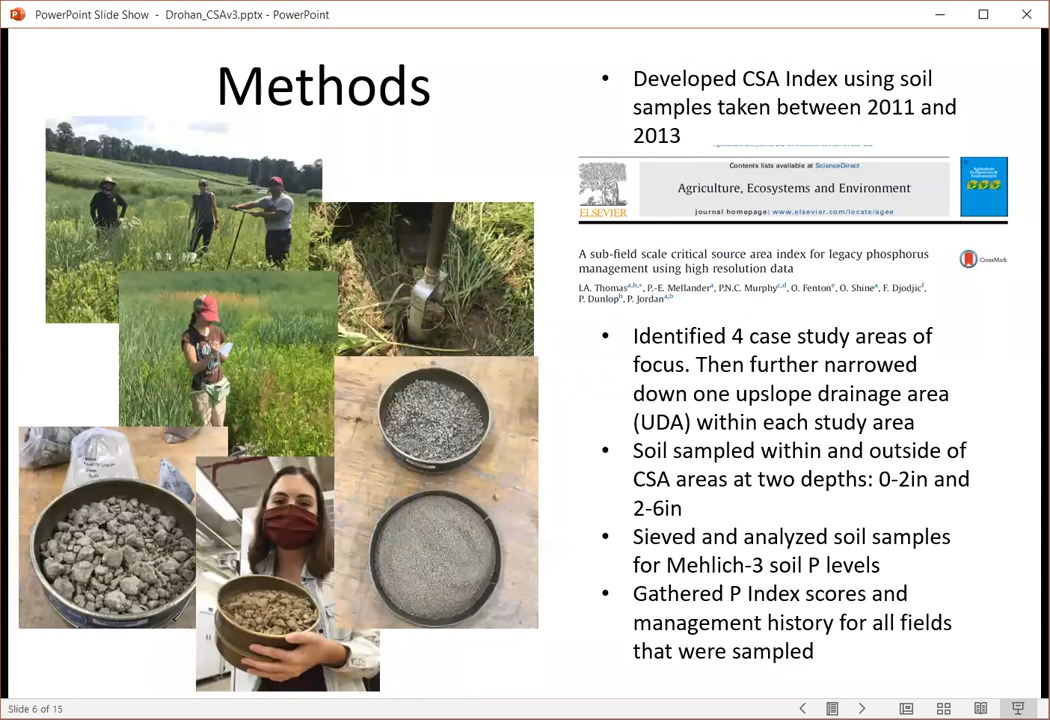 PowerPoint Slide Show - Drohan_CSAv3.pptx - PowerPoint
Methods
• Developed CSA Index using soil
samples taken between 2011 and
2013
Contents lists available at ScienceDirect
Agriculture, Ecosystems and Environment
journal homepage: www.elsevier.com/locate/agee
ELSEVIER
A sub-field scale critical source area index for legacy phosphorus
management using high resolution data
CrossMark
I.A. Thomas a,b,*, P.-E. Mellander a, P.N.C. Murphy c,d, O. Fenton e, O. Shine a, F. Djodjic f,
P. Dunlop b, P. Jordan a,b
• Identified 4 case study areas of
focus. Then further narrowed
down one upslope drainage area
(UDA) within each study area
• Soil sampled within and outside of
CSA areas at two depths: 0-2in and
2-6in
• Sieved and analyzed soil samples
for Mehlich-3 soil P levels
• Gathered P Index scores and
management history for all fields
that were sampled
Slide 6 of 15